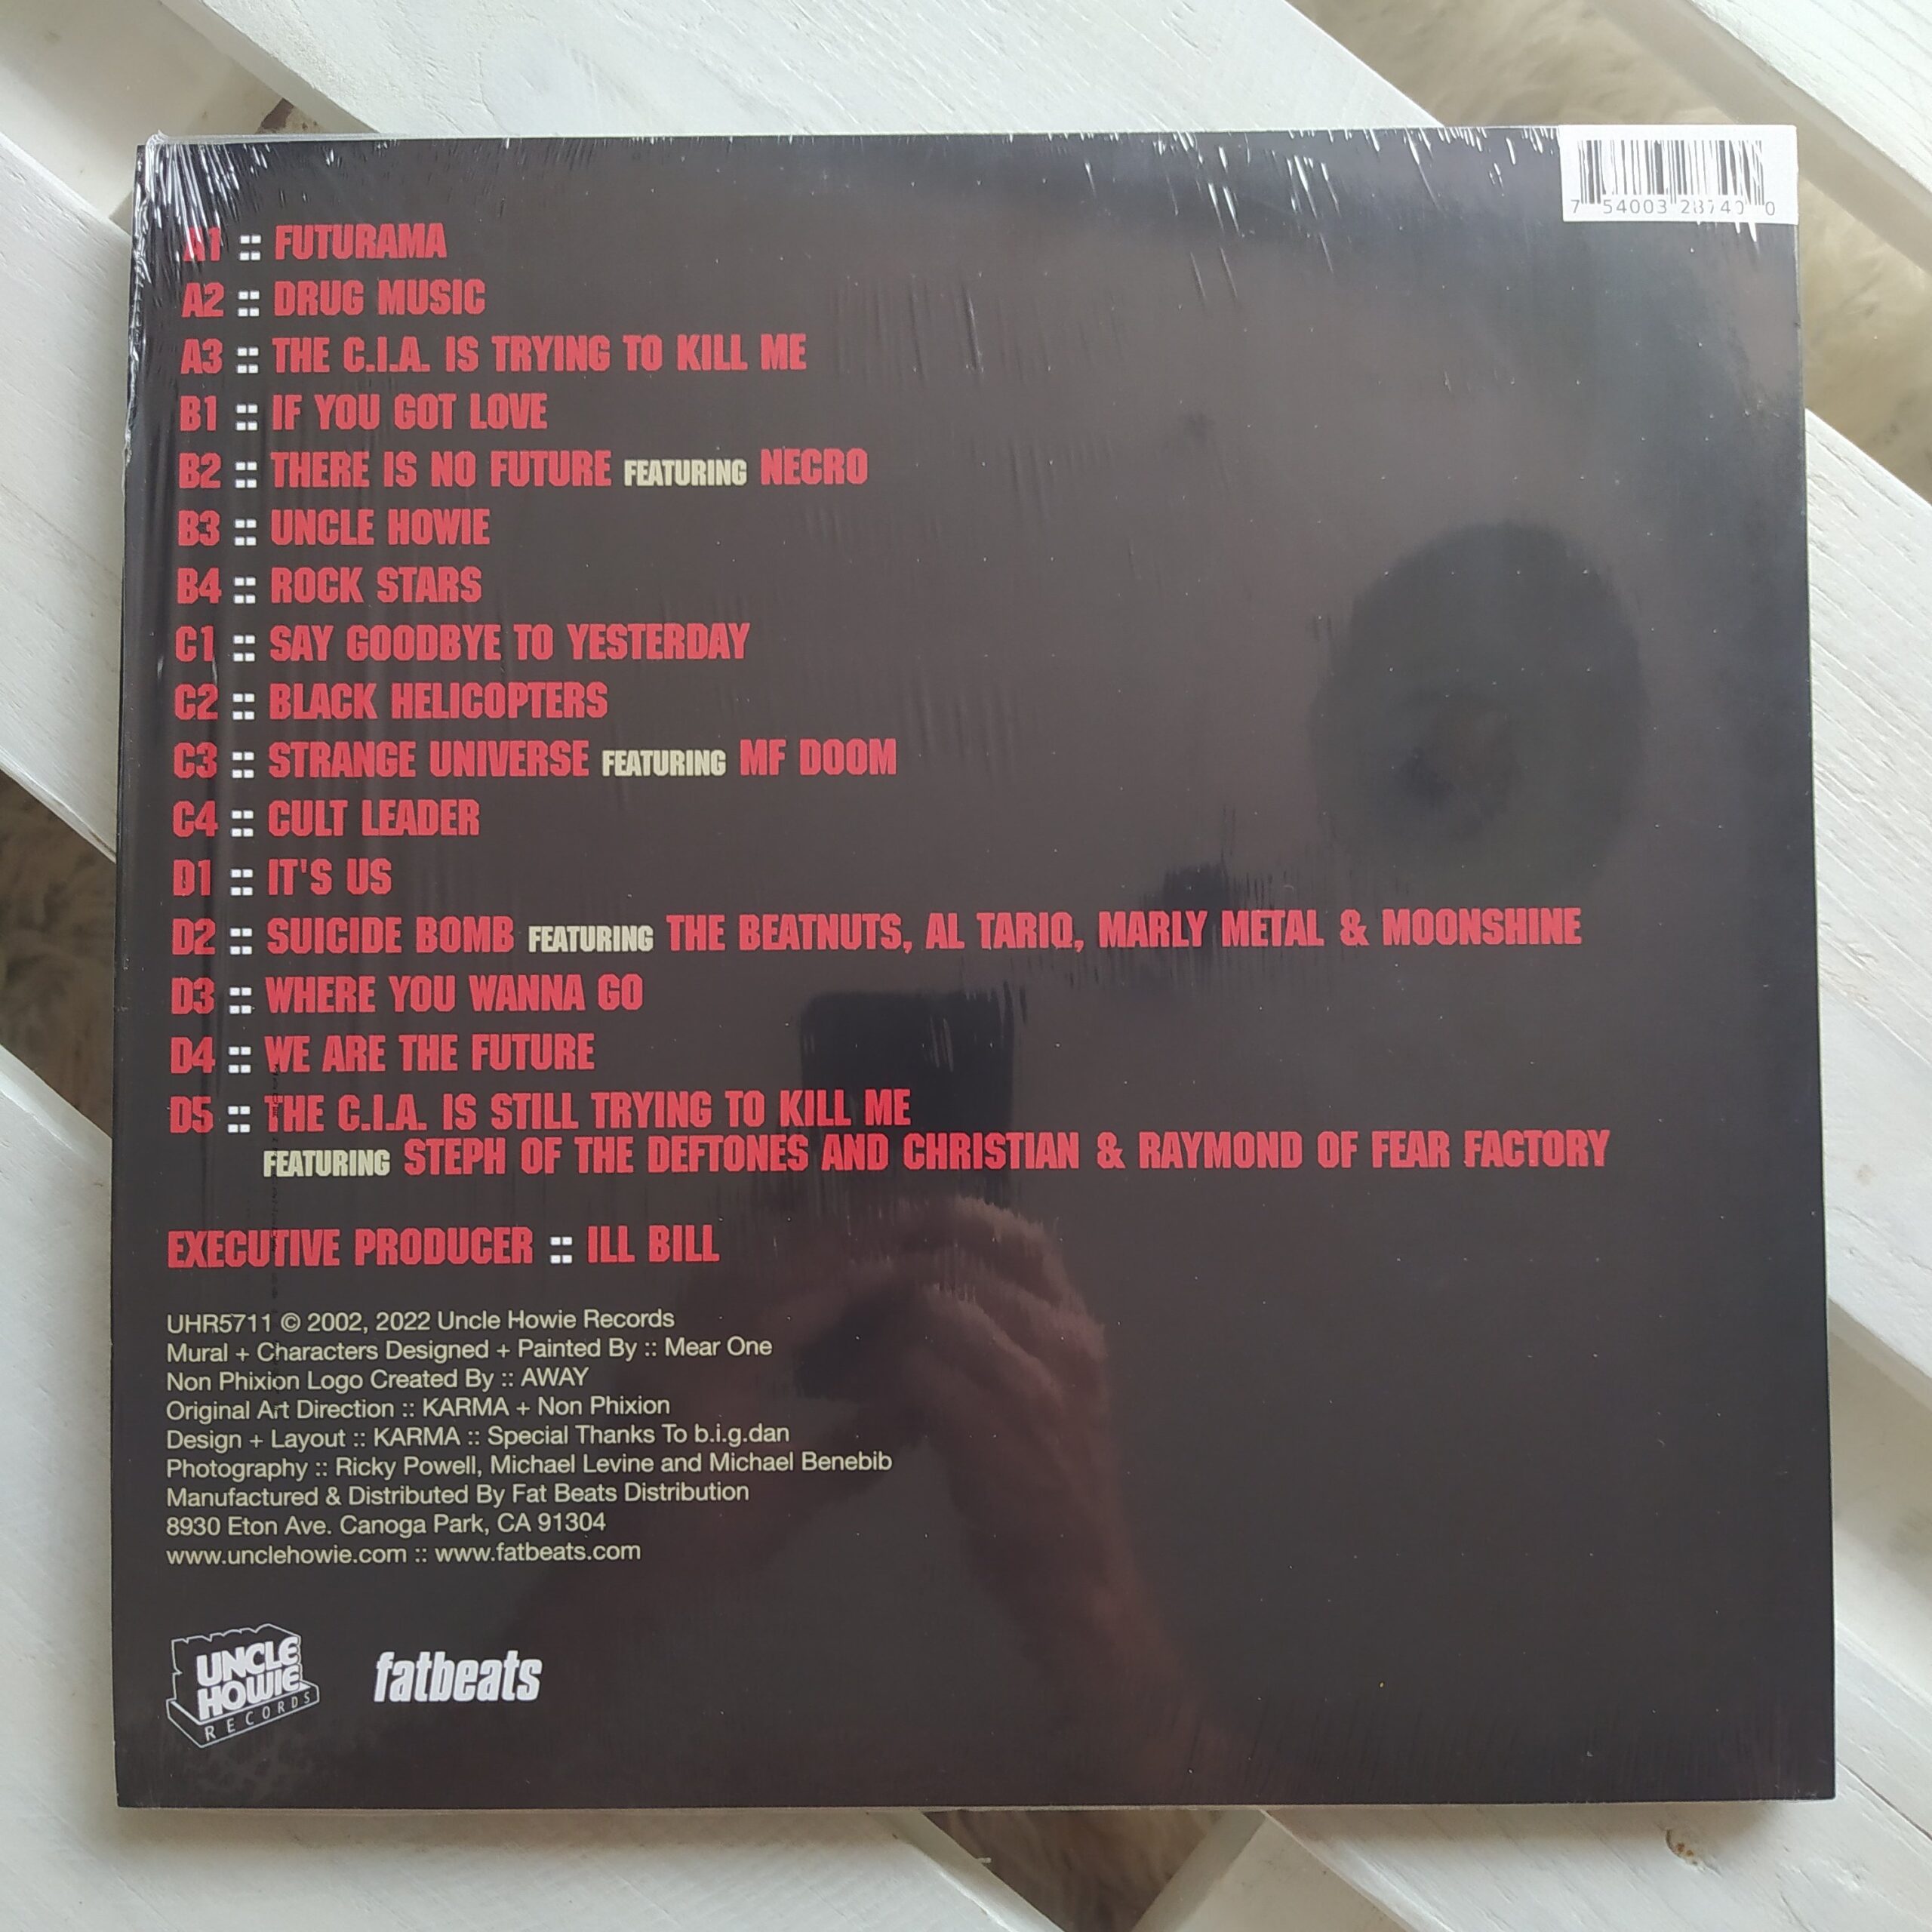 7 54003 28740 0
A1 :: FUTURAMA
A2 :: DRUG MUSIC
A3 :: THE C.I.A. IS TRYING TO KILL ME
B1 :: IF YOU GOT LOVE
B2 :: THERE IS NO FUTURE FEATURING NECRO
B3 :: UNCLE HOWIE
B4 :: ROCK STARS
C1 :: SAY GOODBYE TO YESTERDAY
C2 :: BLACK HELICOPTERS
C3 :: STRANGE UNIVERSE FEATURING MF DOOM
C4 :: CULT LEADER
D1 :: IT'S US
D2 :: SUICIDE BOMB FEATURING THE BEATNUTS, AL TARIQ, MARLY METAL & MOONSHINE
D3 :: WHERE YOU WANNA GO
D4 :: WE ARE THE FUTURE
D5 :: THE C.I.A. IS STILL TRYING TO KILL ME
FEATURING STEPH OF THE DEFTONES AND CHRISTIAN & RAYMOND OF FEAR FACTORY
EXECUTIVE PRODUCER :: ILL BILL
UHR5711 © 2002, 2022 Uncle Howie Records
Mural + Characters Designed + Painted By :: Mear One
Non Phixion Logo Created By :: AWAY
Original Art Direction :: KARMA + Non Phixion
Design + Layout :: KARMA :: Special Thanks To b.i.g.dan
Photography :: Ricky Powell, Michael Levine and Michael Benebib
Manufactured & Distributed By Fat Beats Distribution
8930 Eton Ave. Canoga Park, CA 91304
www.unclehowie.com :: www.fatbeats.com
UNCLE
HOWIE
RECORDS
fatbeats